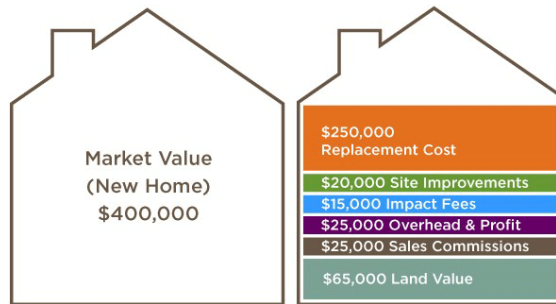 Market Value
(New Home)
$400,000
$250,000
Replacement Cost
$20,000 Site Improvements
$15,000 Impact Fees
$25,000 Overhead & Profit
$25,000 Sales Commissions
$65,000 Land Value